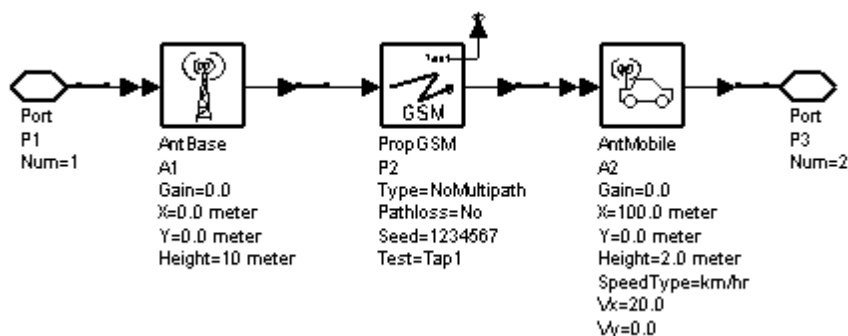 Test
GSM
Port
P1
Num=1
AntBase
A1
Gain=0.0
X=0.0 meter
Y=0.0 meter
Height=10 meter
PropGSM
P2
Type=NoMultipath
Pathloss=No
Seed=1234567
Test=Tap1
AntMobile
A2
Gain=0.0
X=100.0 meter
Y=0.0 meter
Height=2.0 meter
SpeedType=km/hr
Vx=20.0
Vy=0.0
Port
P3
Num=2